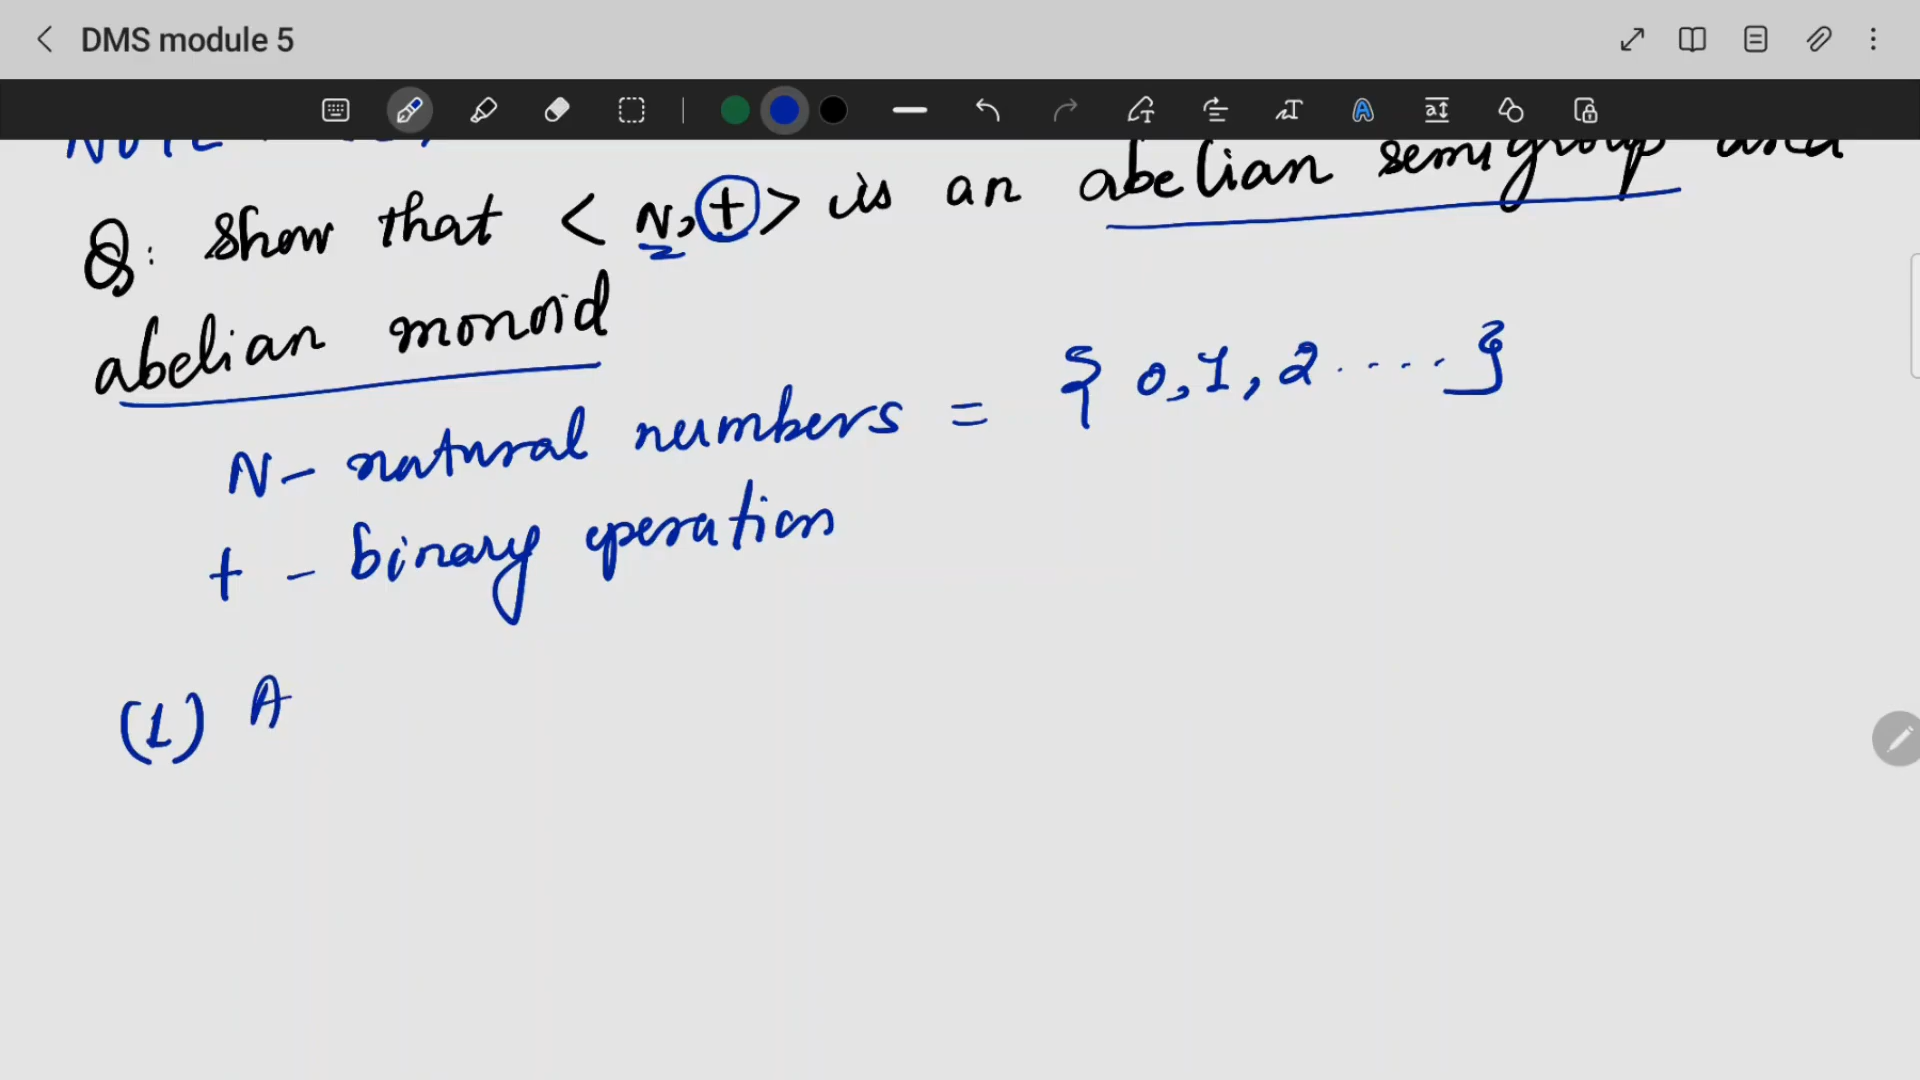 DMS module 5
NOTE
Q: Show that < N, + > is an abelian semigroup and
abelian monoid
N - natural numbers = { 0, 1, 2 ..... }
+ - binary operation
(1) A